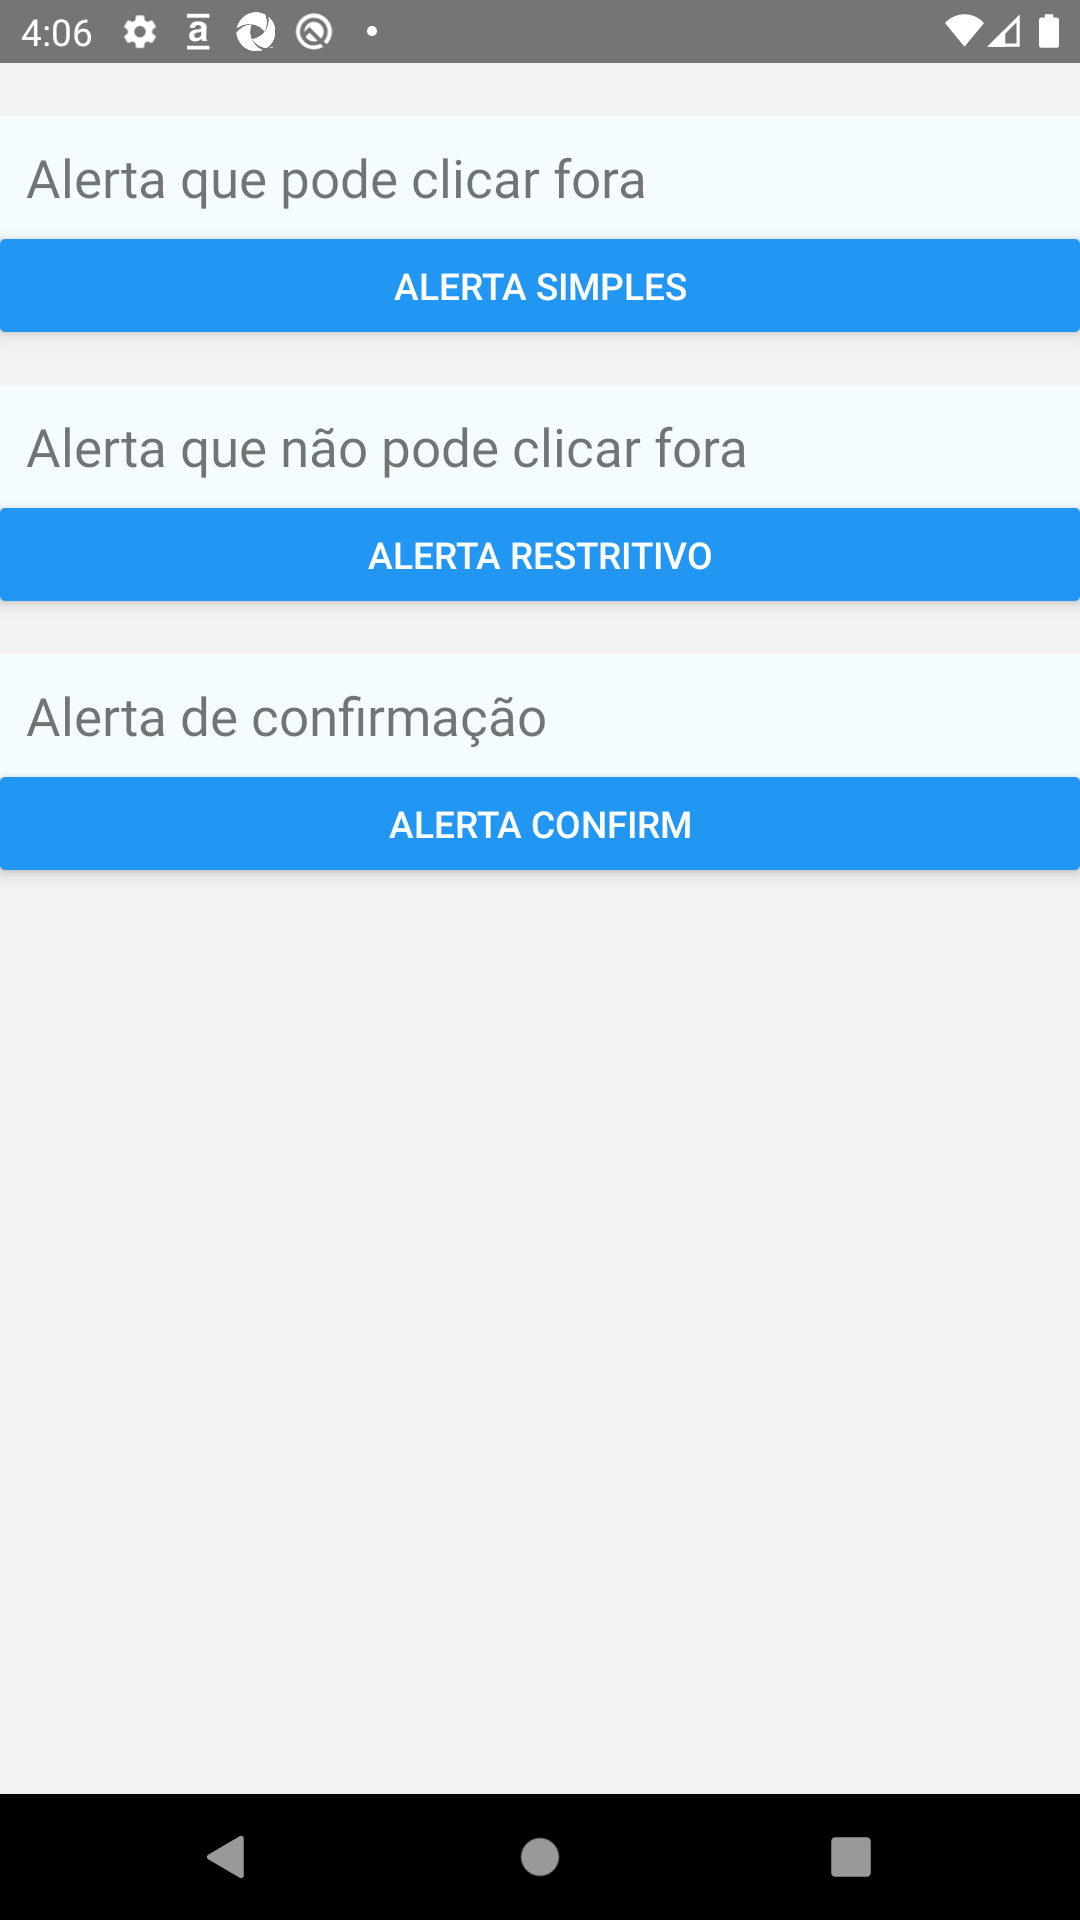 4:06
Alerta que pode clicar fora
ALERTA SIMPLES
Alerta que não pode clicar fora
ALERTA RESTRITIVO
Alerta de confirmação
ALERTA CONFIRM